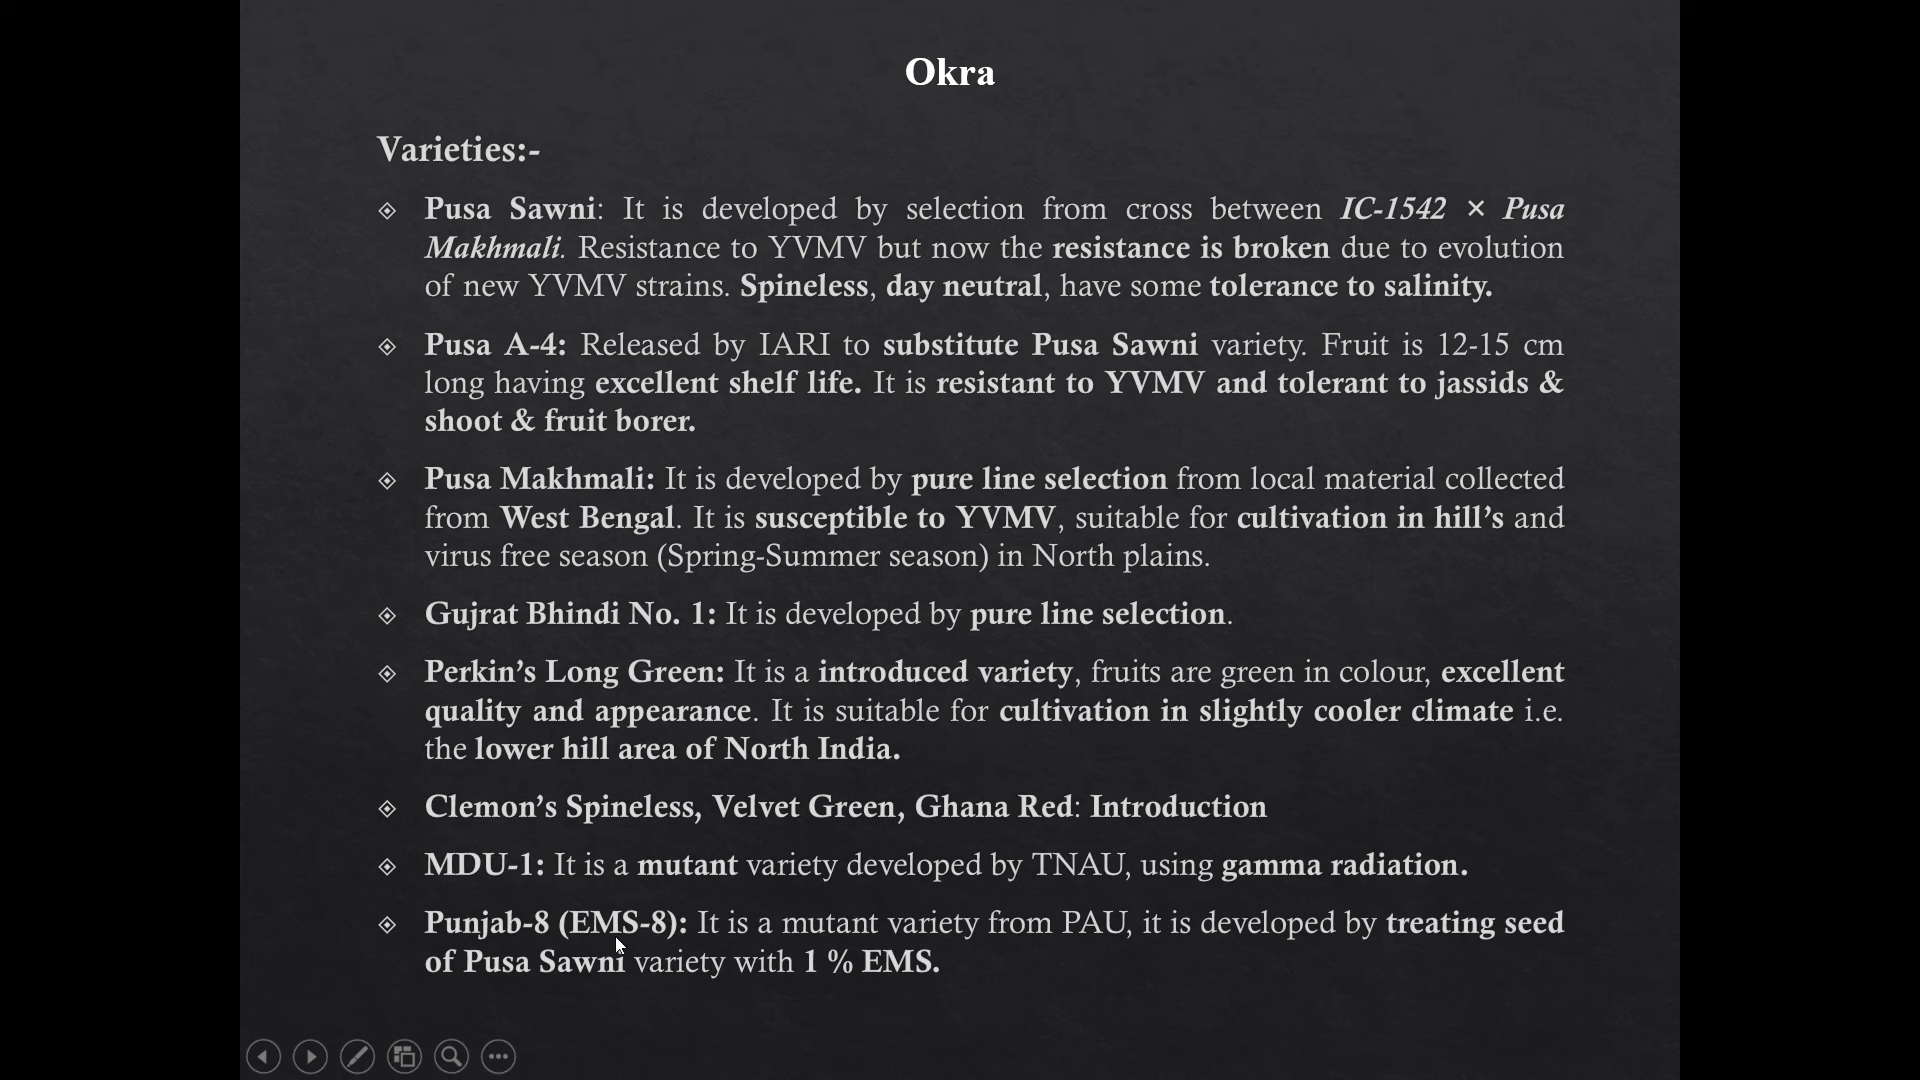 Okra
Varieties:-
Pusa Sawni: It is developed by selection from cross between IC-1542 × Pusa
Makhmali. Resistance to YVMV but now the resistance is broken due to evolution
of new YVMV strains. Spineless, day neutral, have some tolerance to salinity.
Pusa A-4: Released by IARI to substitute Pusa Sawni variety. Fruit is 12-15 cm
long having excellent shelf life. It is resistant to YVMV and tolerant to jassids &
shoot & fruit borer.
Pusa Makhmali: It is developed by pure line selection from local material collected
from West Bengal. It is susceptible to YVMV, suitable for cultivation in hill’s and
virus free season (Spring-Summer season) in North plains.
Gujrat Bhindi No. 1: It is developed by pure line selection.
Perkin’s Long Green: It is a introduced variety, fruits are green in colour, excellent
quality and appearance. It is suitable for cultivation in slightly cooler climate i.e.
the lower hill area of North India.
Clemon’s Spineless, Velvet Green, Ghana Red: Introduction
MDU-1: It is a mutant variety developed by TNAU, using gamma radiation.
Punjab-8 (EMS-8): It is a mutant variety from PAU, it is developed by treating seed
of Pusa Sawni variety with 1 % EMS.